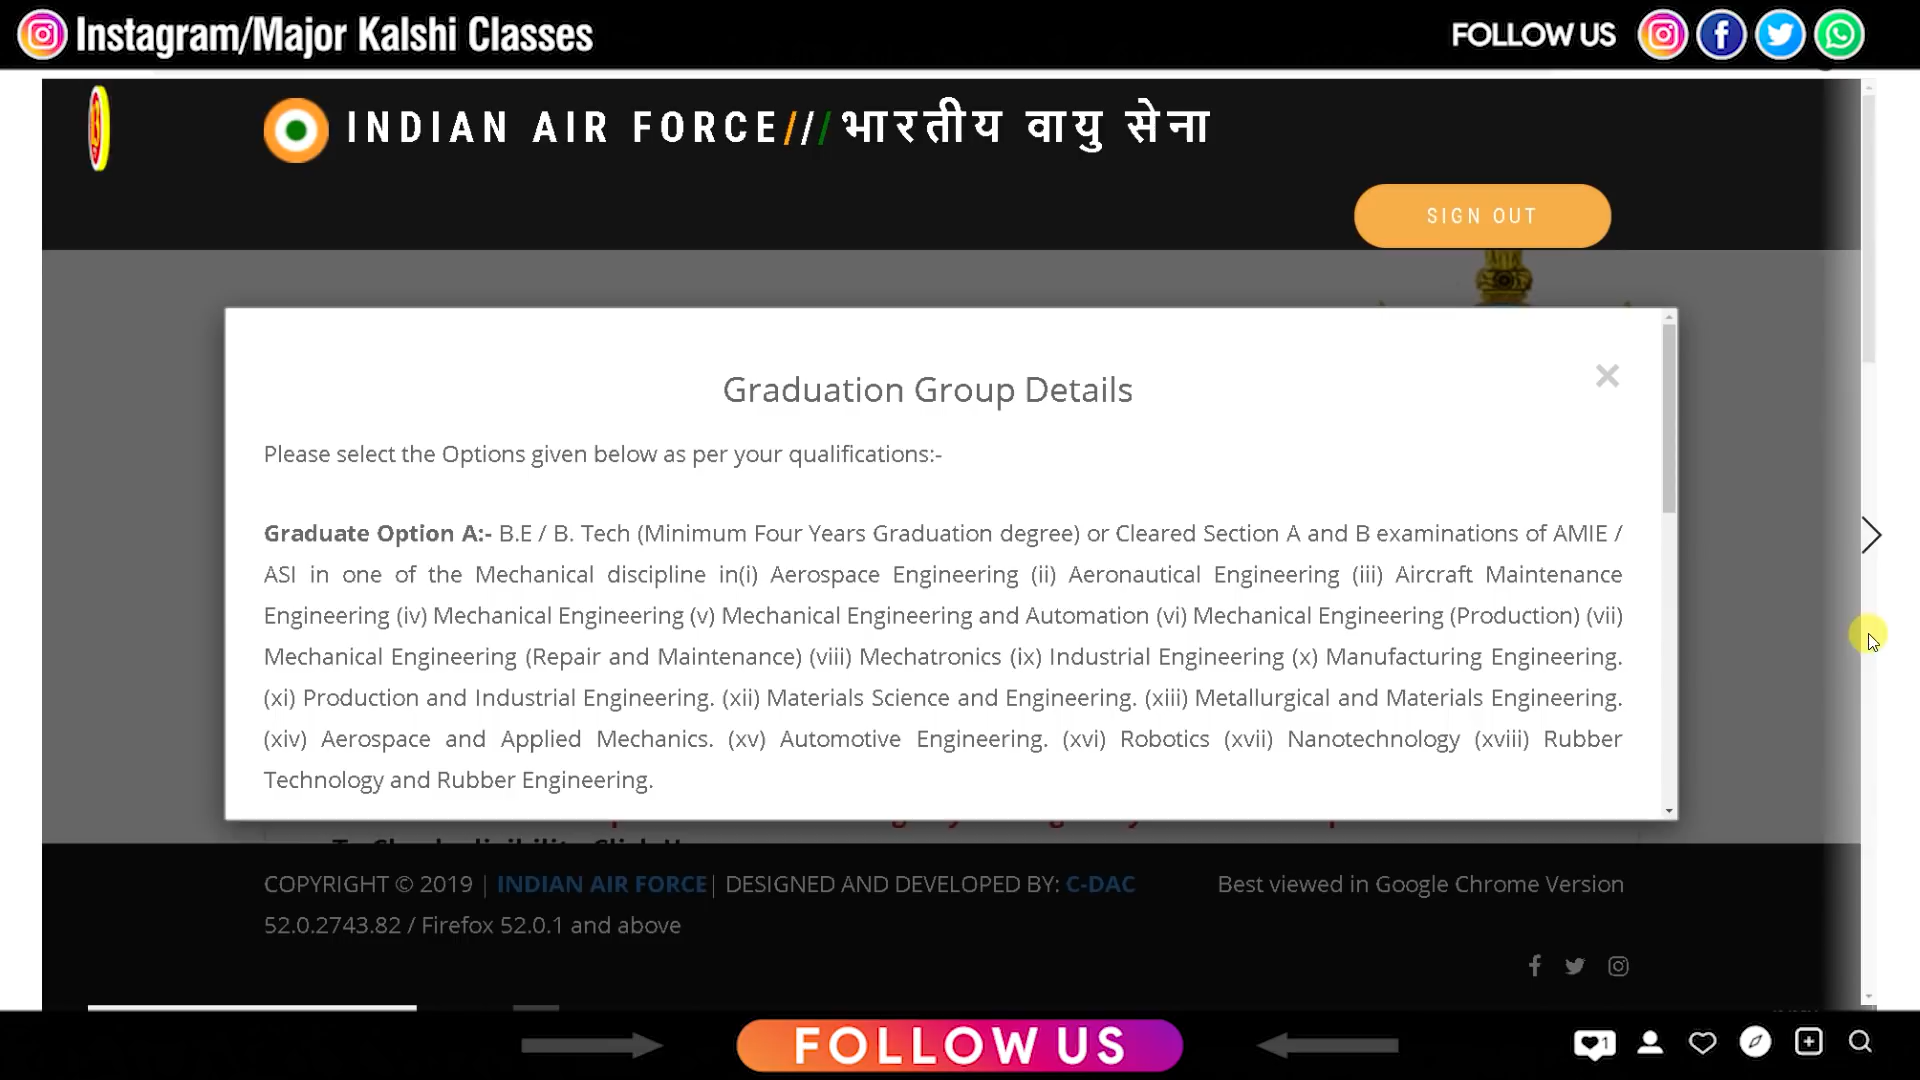 Instagram/Major Kalshi Classes
FOLLOW US
INDIAN AIR FORCE///भारतीय वायु सेना
SIGN OUT
Graduation Group Details
Please select the Options given below as per your qualifications:-
Graduate Option A:- B.E / B. Tech (Minimum Four Years Graduation degree) or Cleared Section A and B examinations of AMIE /
ASI in one of the Mechanical discipline in(i) Aerospace Engineering (ii) Aeronautical Engineering (iii) Aircraft Maintenance
Engineering (iv) Mechanical Engineering (v) Mechanical Engineering and Automation (vi) Mechanical Engineering (Production) (vii)
Mechanical Engineering (Repair and Maintenance) (viii) Mechatronics (ix) Industrial Engineering (x) Manufacturing Engineering.
(xi) Production and Industrial Engineering. (xii) Materials Science and Engineering. (xiii) Metallurgical and Materials Engineering.
(xiv) Aerospace and Applied Mechanics. (xv) Automotive Engineering. (xvi) Robotics (xvii) Nanotechnology (xviii) Rubber
Technology and Rubber Engineering.
COPYRIGHT © 2019 | INDIAN AIR FORCE| DESIGNED AND DEVELOPED BY: C-DAC Best viewed in Google Chrome Version
52.0.2743.82 / Firefox 52.0.1 and above
FOLLOW US
1